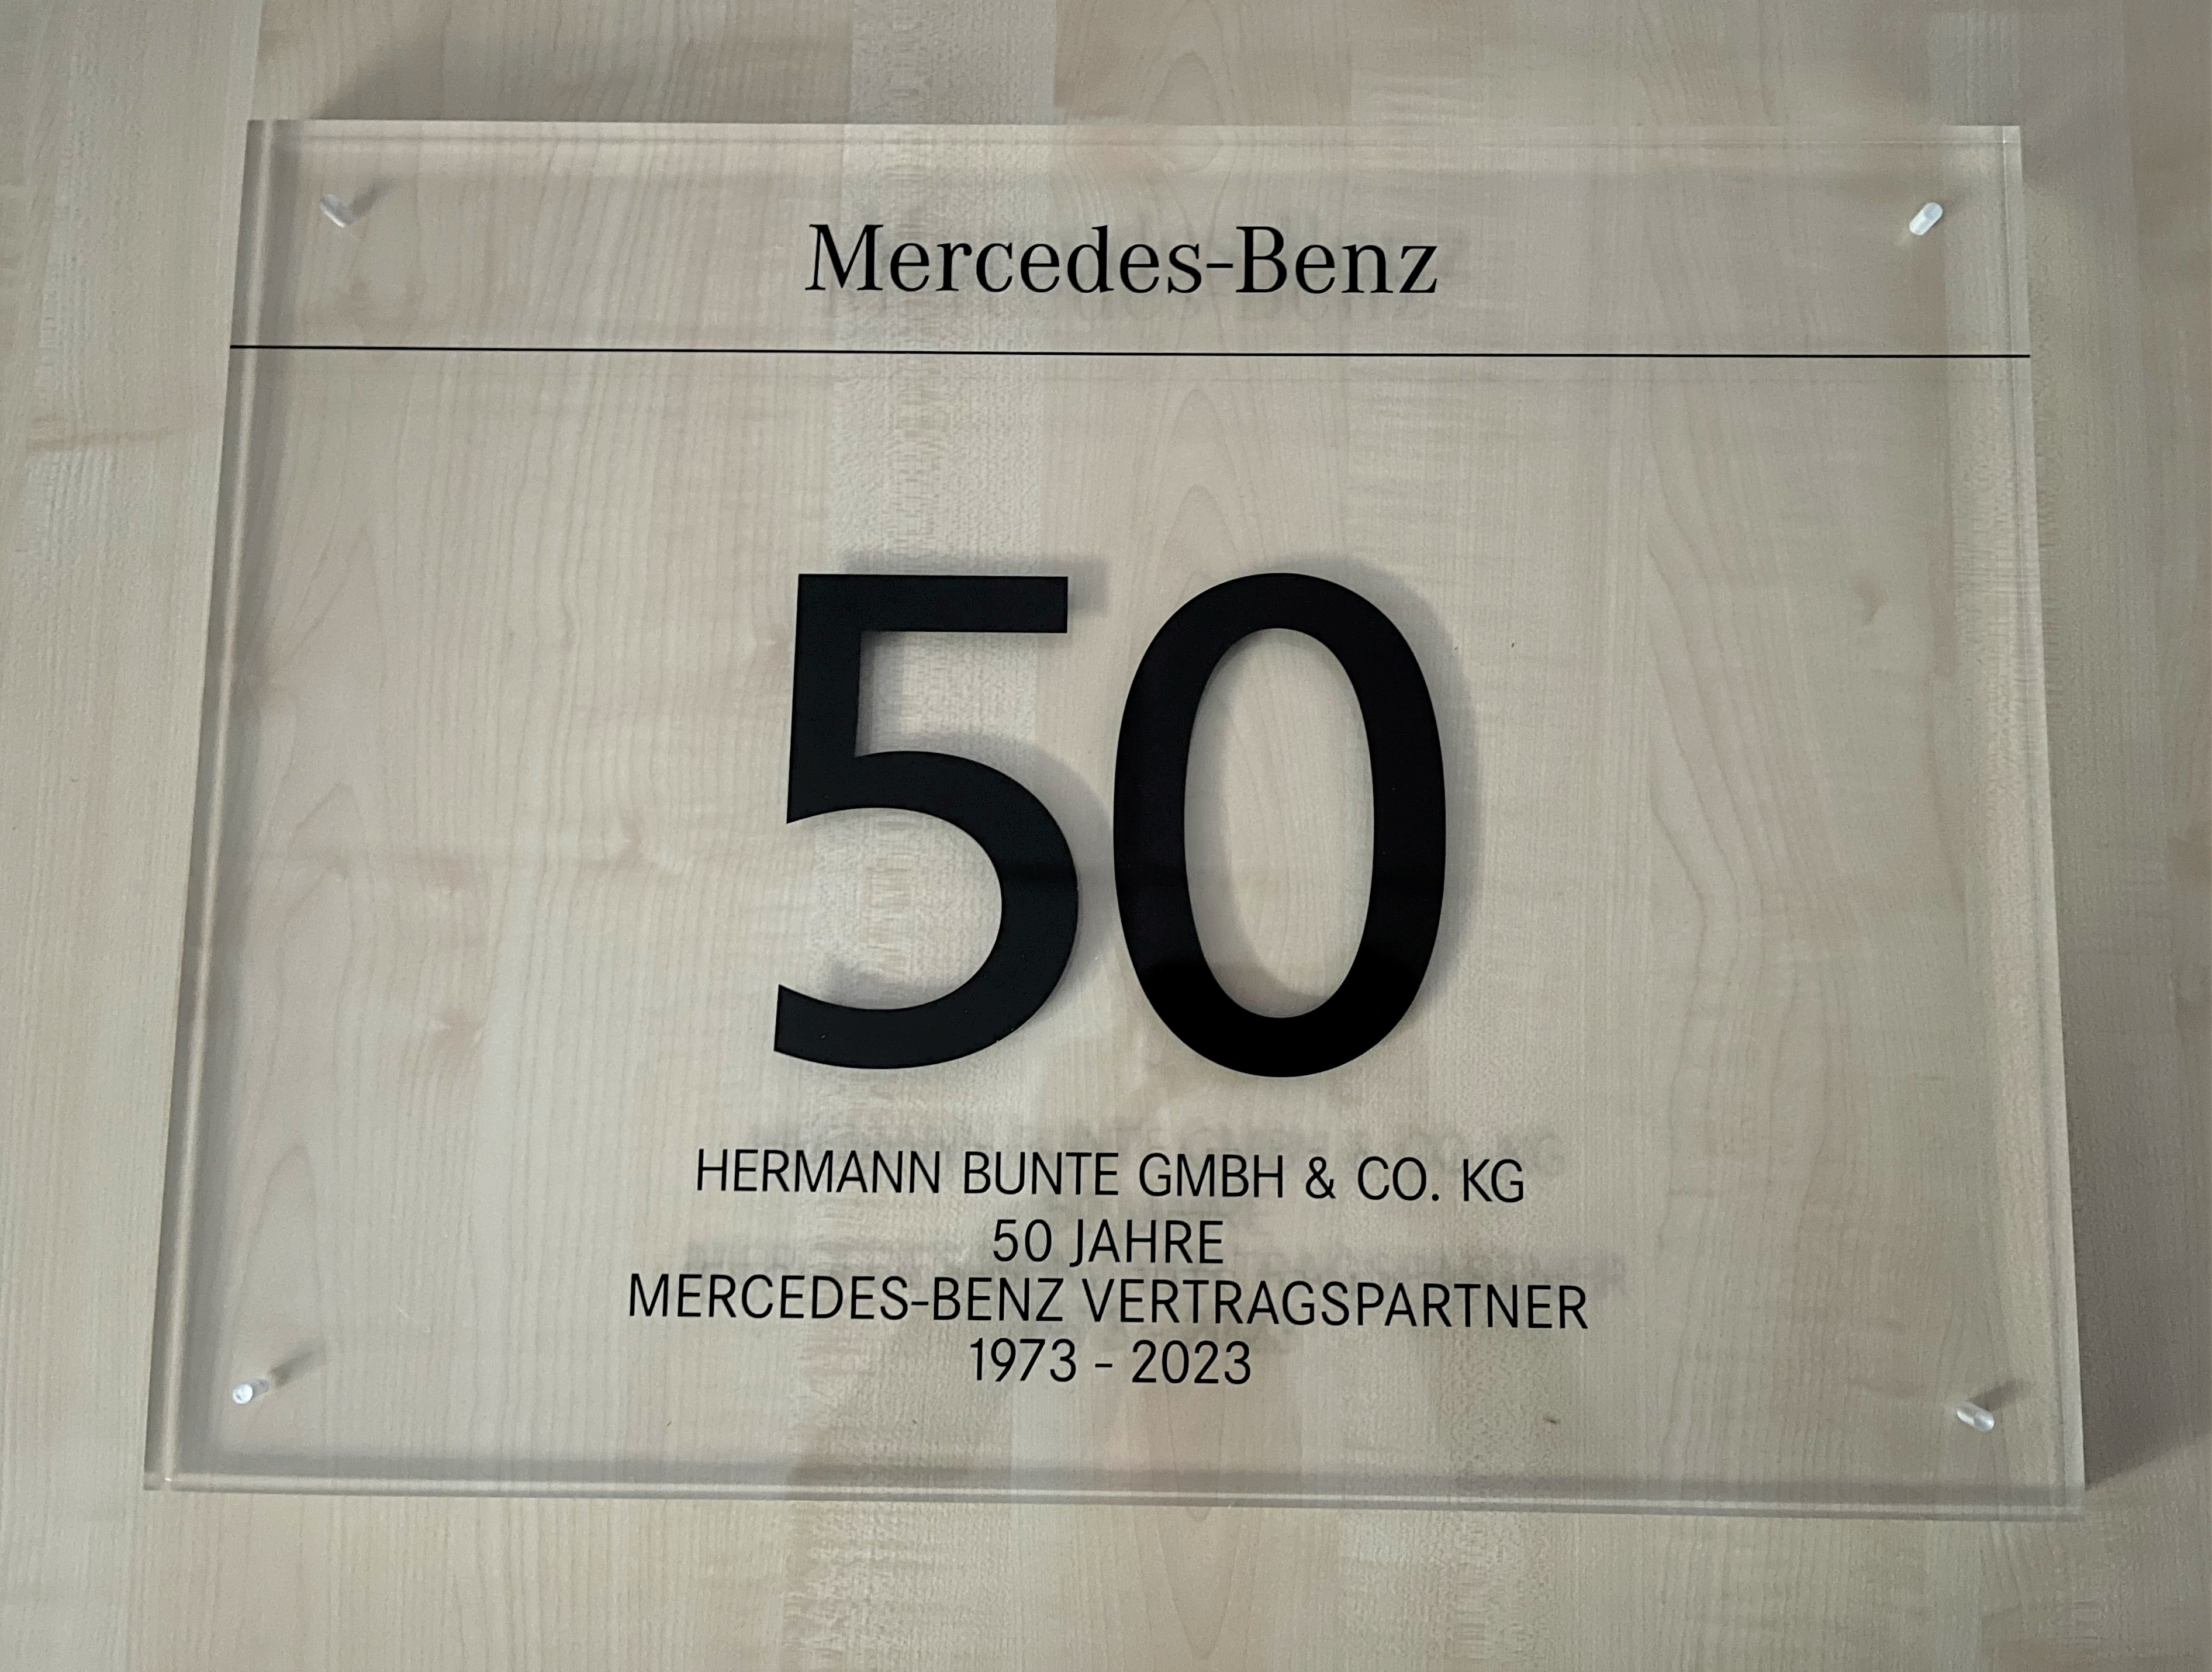 Mercedes-Benz
50
HERMANN BUNTE GMBH & CO. KG
50 JAHRE
MERCEDES-BENZ VERTRAGSPARTNER
1973 - 2023